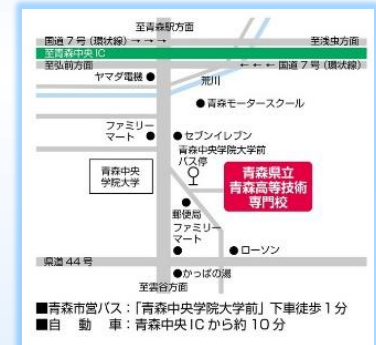 至青森駅方面
国道7号（環状線）→→→
至浅虫方面
至青森中央IC
至弘前方面
←←←国道7号（環状線）
ヤマダ電機●
荒川
●青森モータースクール
ファミリー
マート●
●セブンイレブン
青森中央学院大学前
バス停
青森中央
学院大学
青森県立
青森高等技術
専門校
郵便局
ファミリー
マート
●ローソン
県道44号
●かっぱの湯
至雲谷方面
■青森市営バス：「青森中央学院大学前」下車徒歩1分
■自動車：青森中央ICから約10分